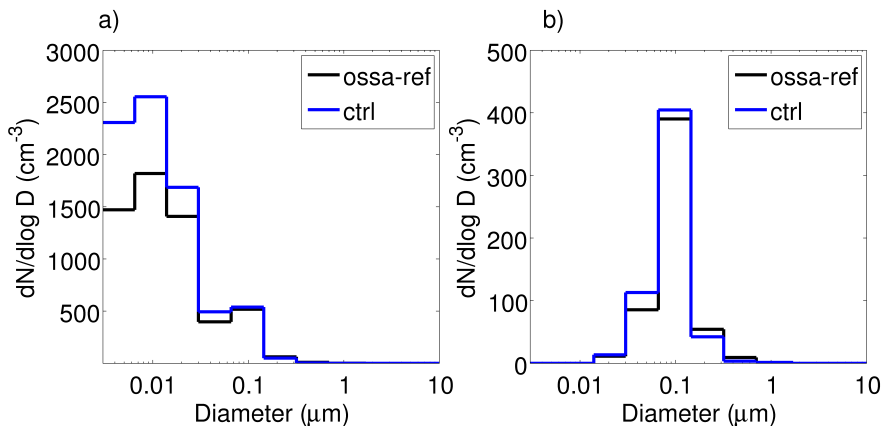 a)
3000
2500
2000
1500
1000
500
dN/dlog D (cm-3)
0.01
0.1
1
10
Diameter (μm)
ossa-ref
ctrl
b)
500
400
300
200
100
0
dN/dlog D (cm-3)
0.01
0.1
1
10
Diameter (μm)
ossa-ref
ctrl